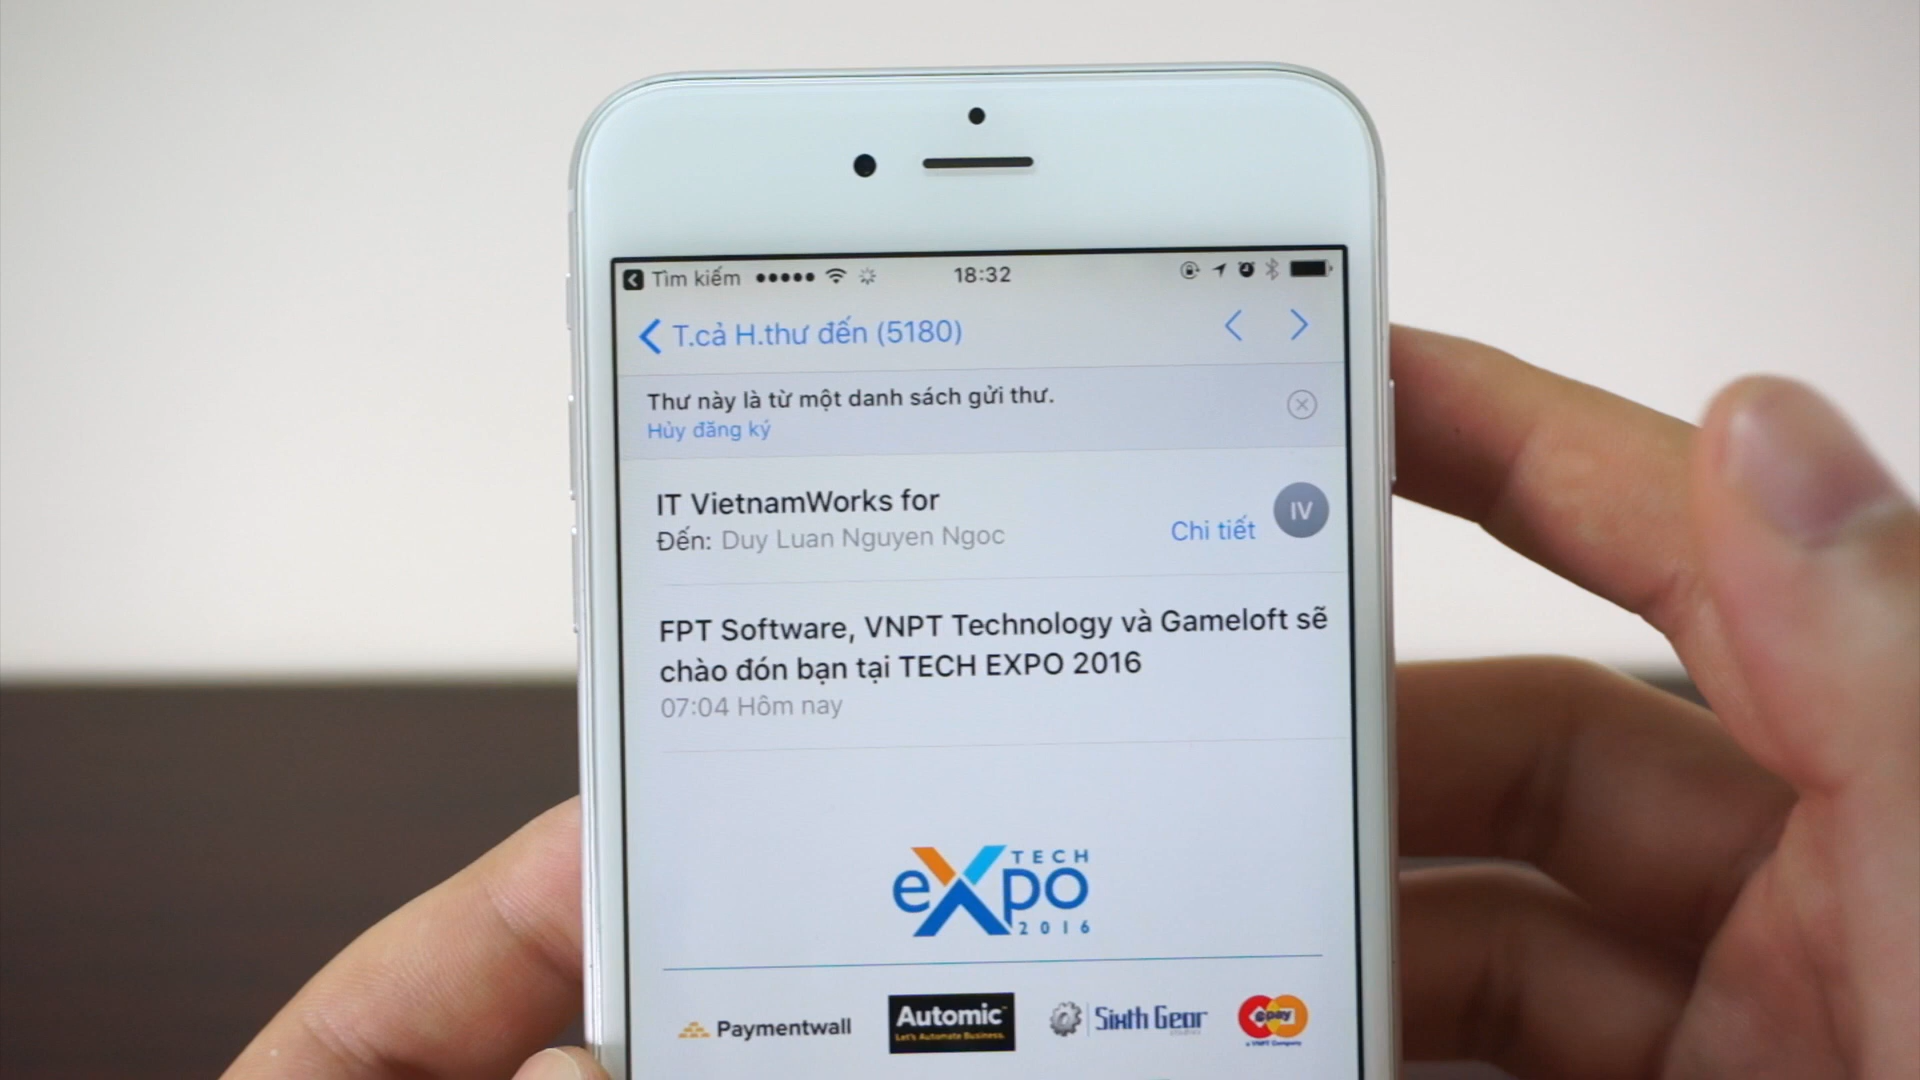 Tìm kiếm 18:32
T.cả H.thư đến (5180)
Thư này là từ một danh sách gửi thư.
Hủy đăng ký
IT VietnamWorks for
IV
Đến: Duy Luan Nguyen Ngoc
Chi tiết
FPT Software, VNPT Technology và Gameloft sẽ
chào đón bạn tại TECH EXPO 2016
07:04 Hôm nay
TECH
eXpo
2016
Paymentwall
Automic
Let's Automate Business.
Sixth Gear
studios
epay
a VNPT Company